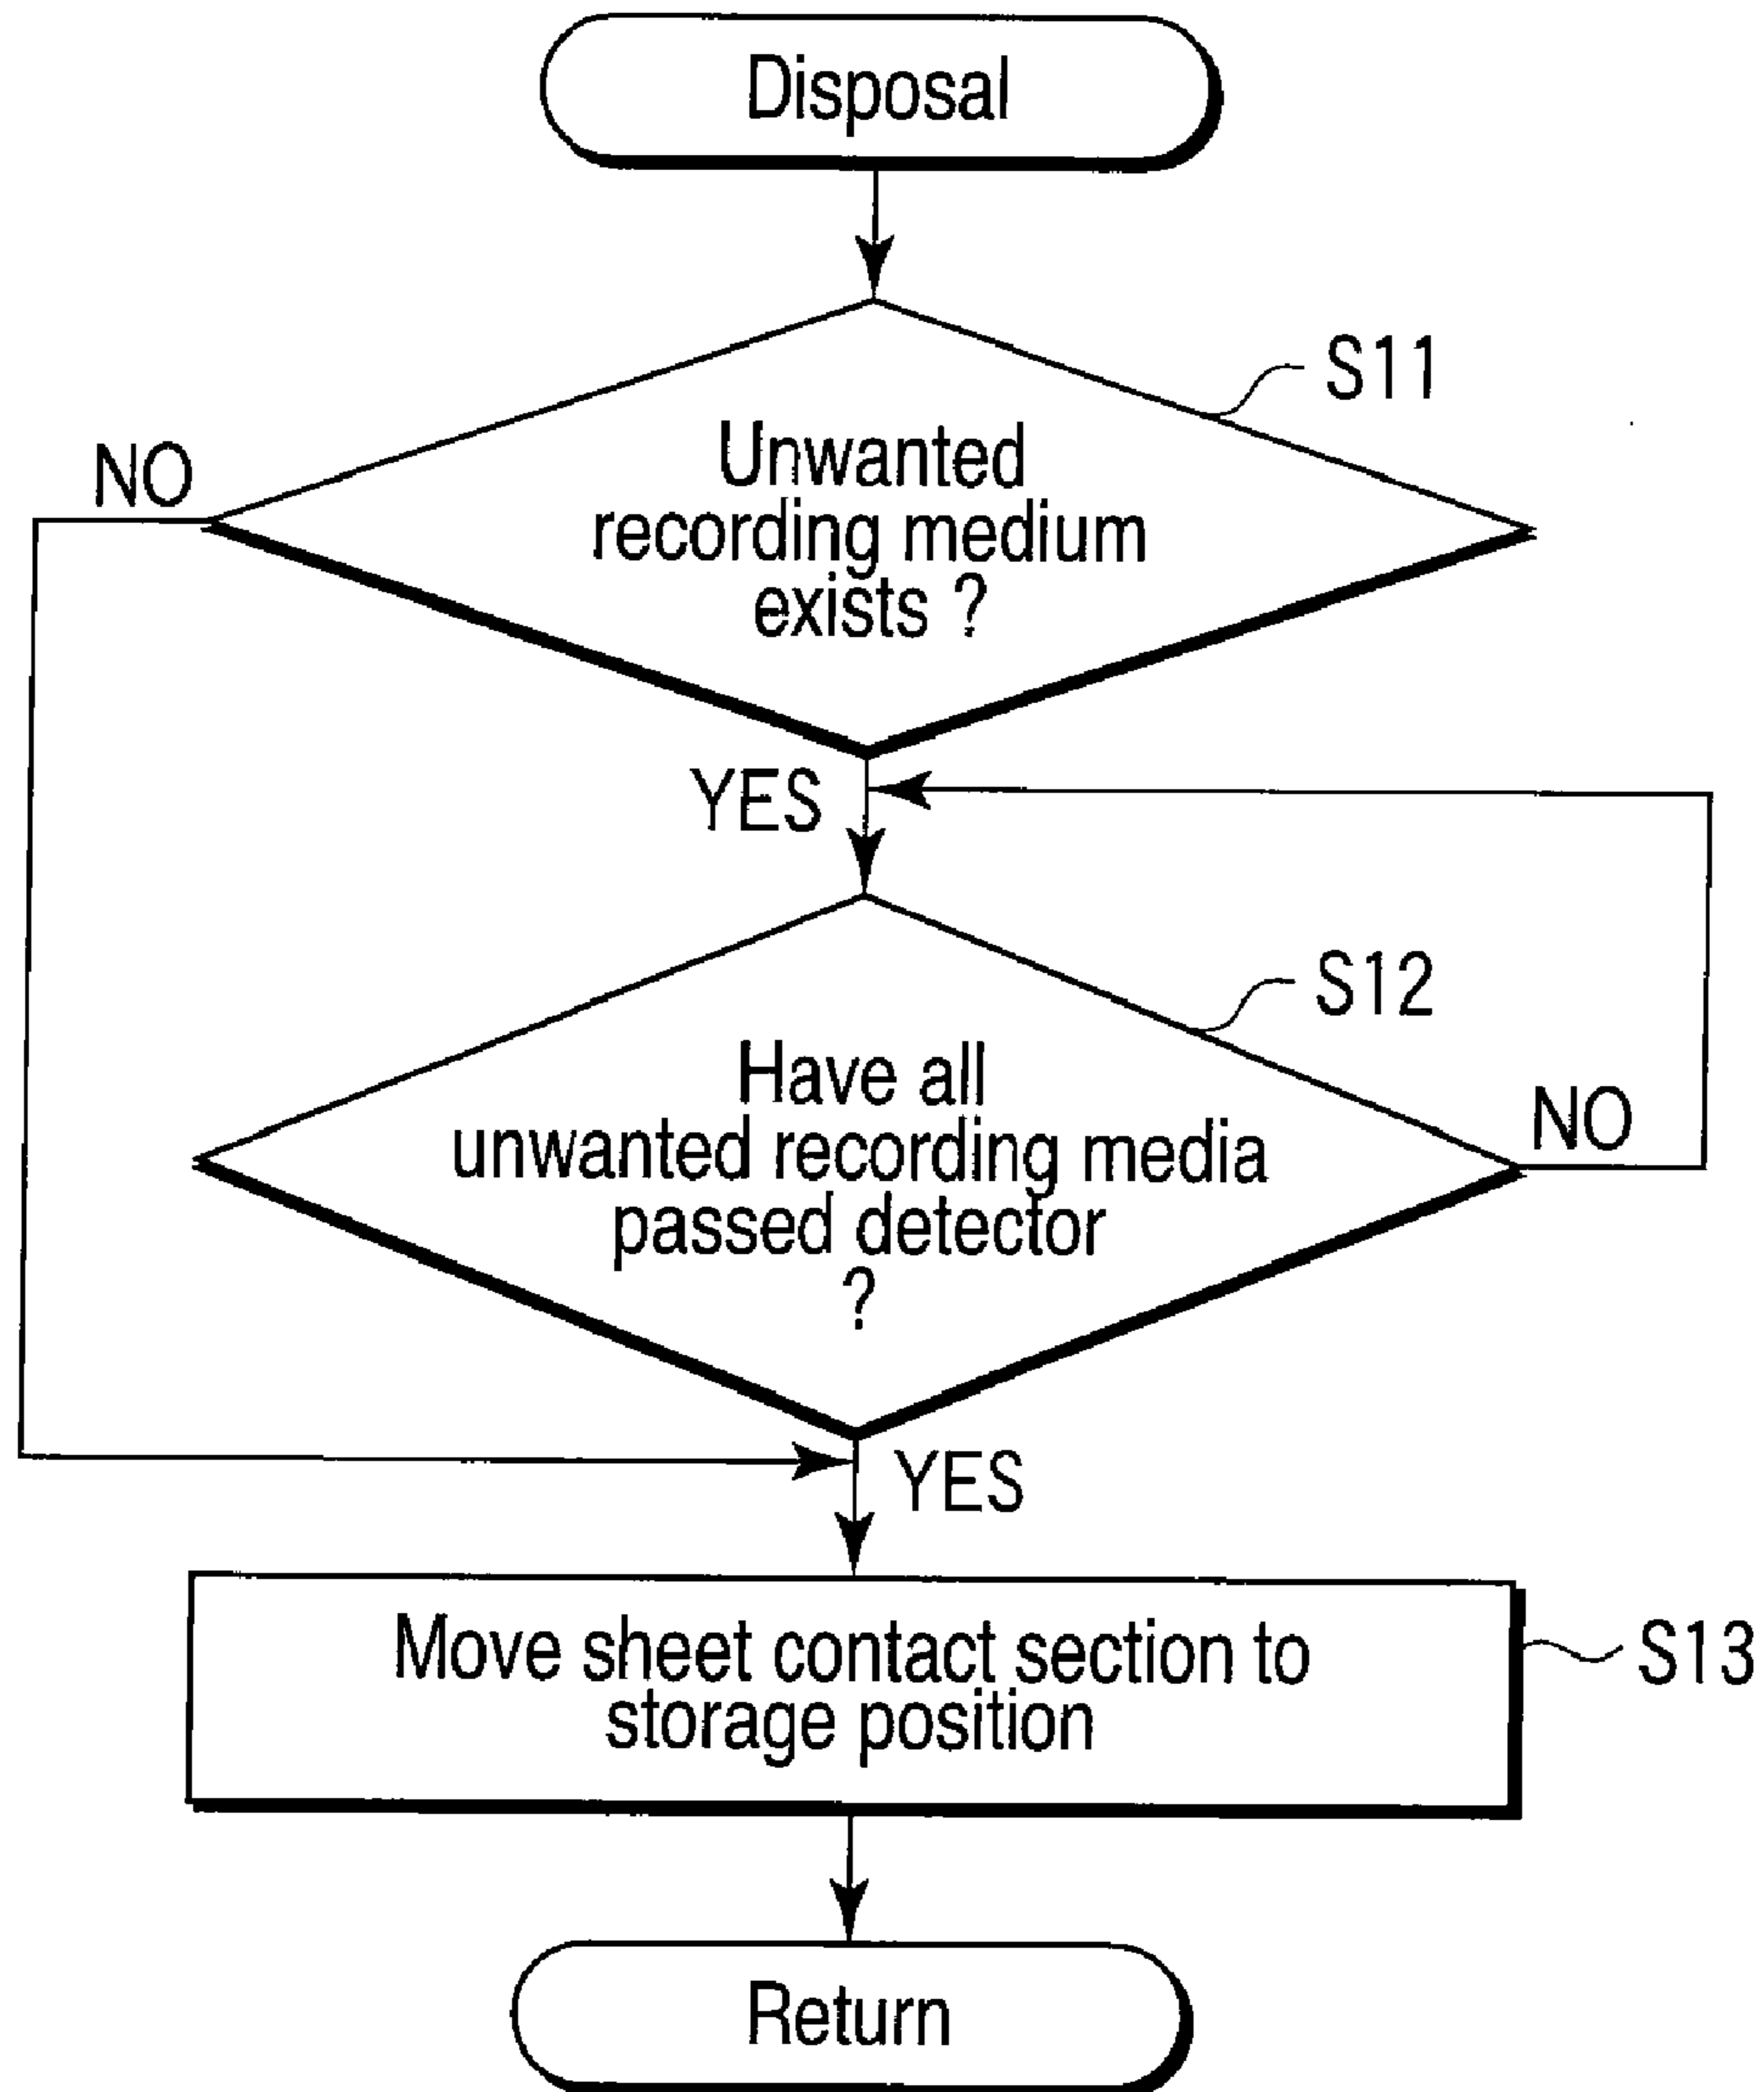 Disposal
S11
NO
Unwanted
recording medium
exists ?
YES
S12
Have all
unwanted recording media
passed detector
?
NO
YES
Move sheet contact section to
storage position
S13
Return